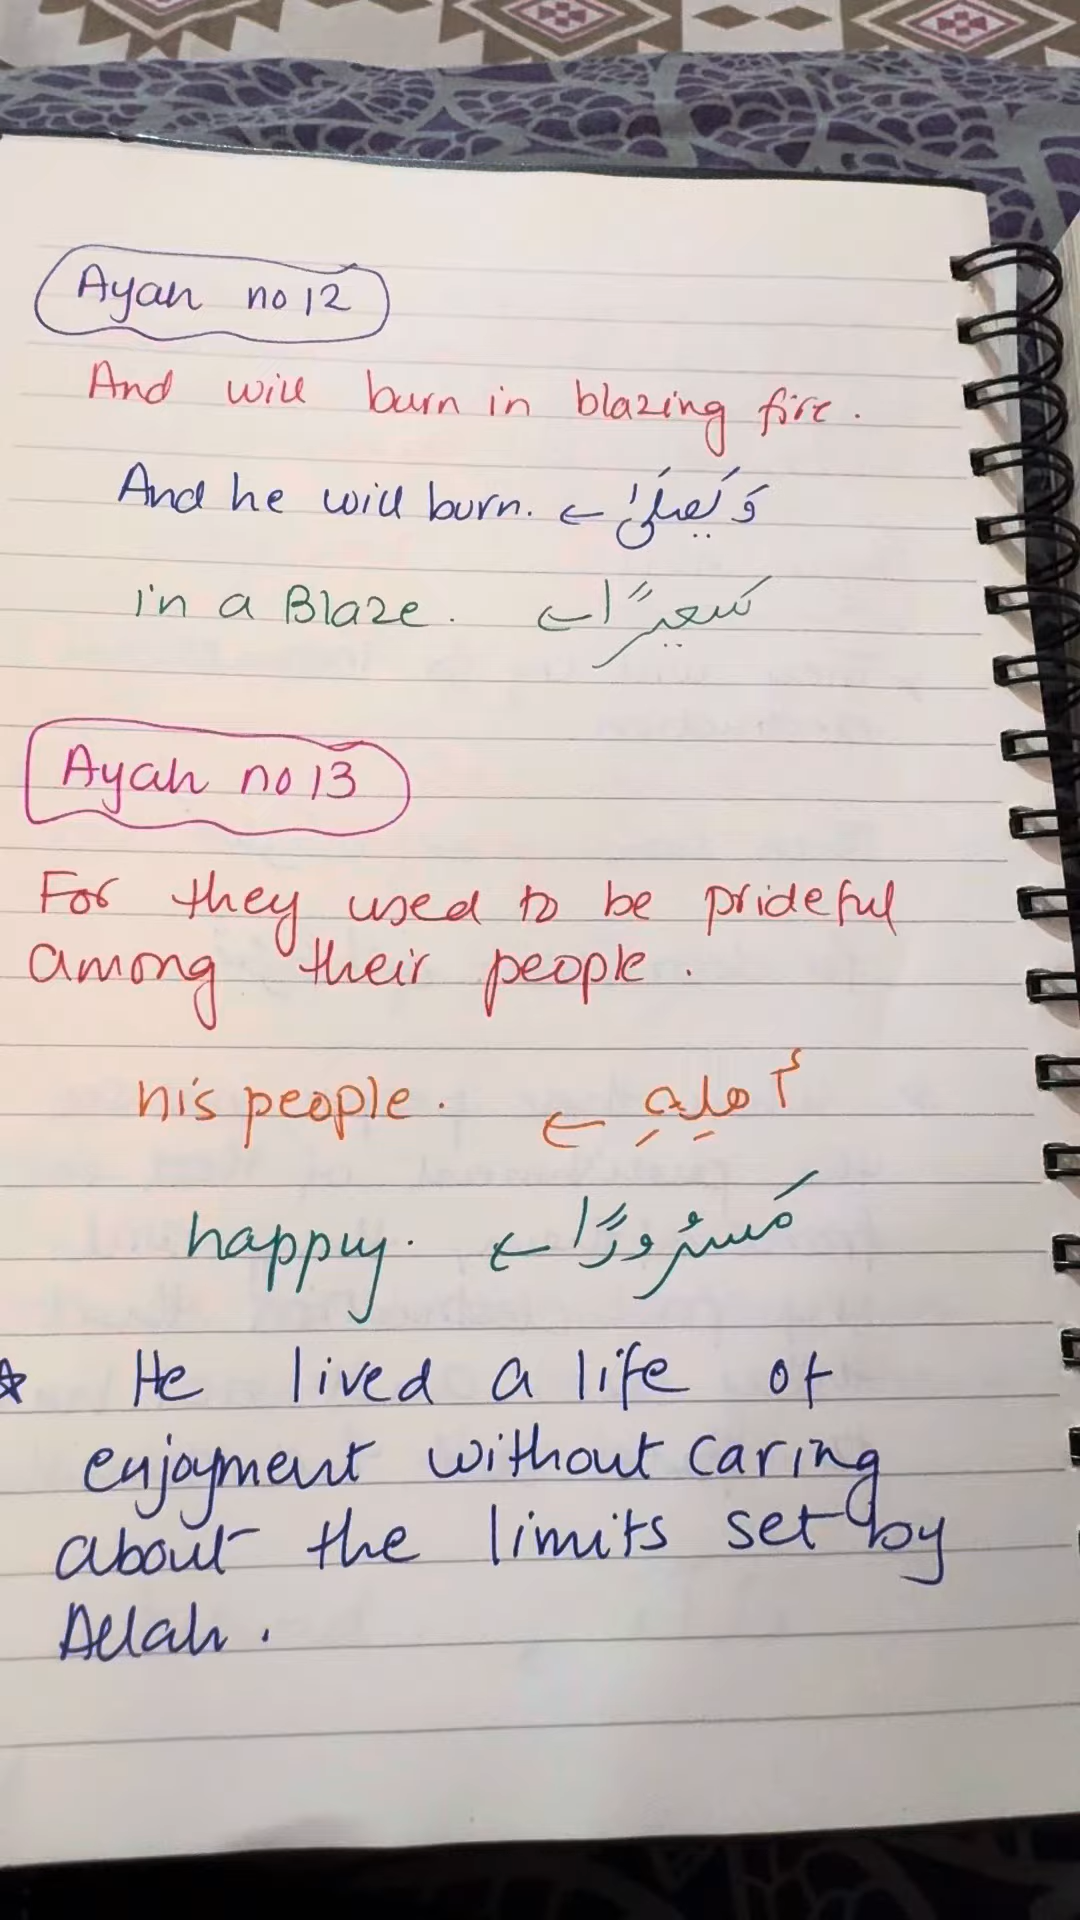 Ayah no 12
And will burn in blazing fire.
And he will burn. ← وَيَصْلَىٰ
in a Blaze. ← سَعِيرًا
Ayah no 13
For they used to be prideful
among their people.
his people. ← أَهلِهِ
happy. ← مَسْرُورًا
☆ He lived a life of
enjoyment without caring
about the limits set by
Allah.